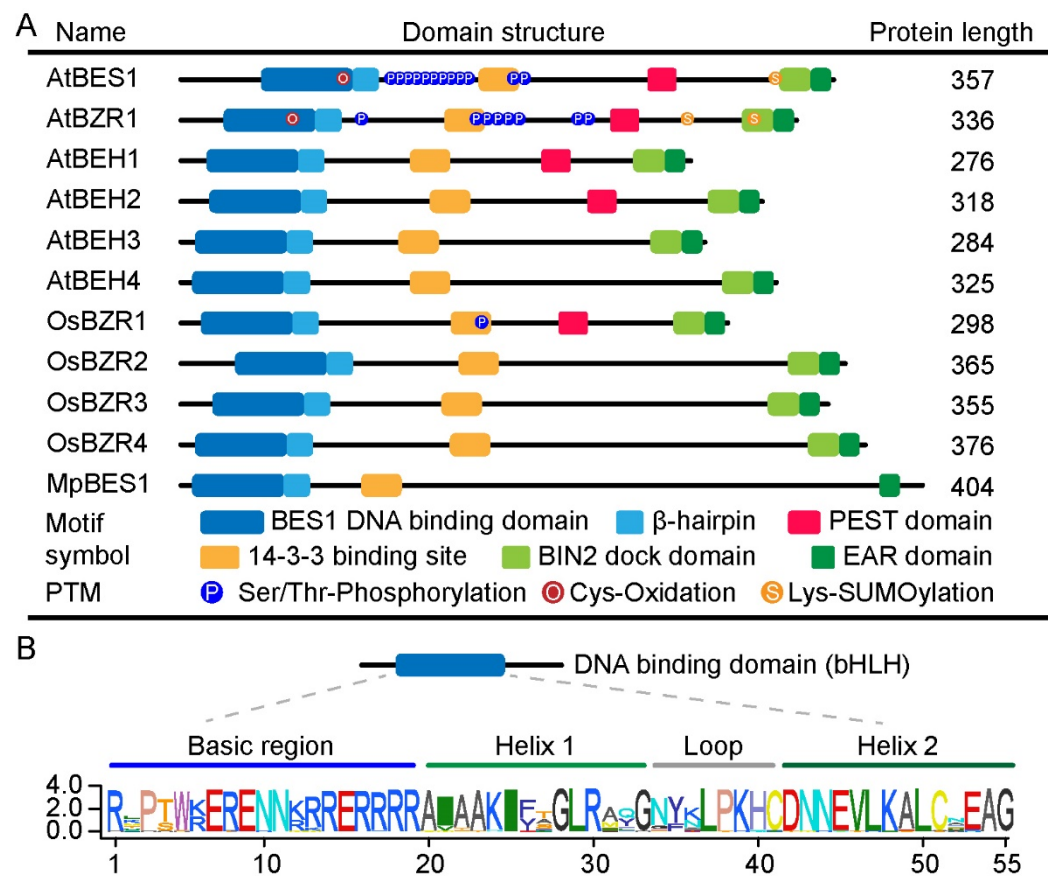 A Name Domain structure Protein length
AtBES1 O PPPPPPPPPP PP S 357
AtBZR1 O P PPPPP PP S S 336
AtBEH1 276
AtBEH2 318
AtBEH3 284
AtBEH4 325
OsBZR1 P 298
OsBZR2 365
OsBZR3 355
OsBZR4 376
MpBES1 404
Motif BES1 DNA binding domain β-hairpin PEST domain
symbol 14-3-3 binding site BIN2 dock domain EAR domain
PTM P Ser/Thr-Phosphorylation O Cys-Oxidation S Lys-SUMOylation
B
DNA binding domain (bHLH)
Basic region Helix 1 Loop Helix 2
4.0
2.0
0.0
1 10 20 30 40 50 55